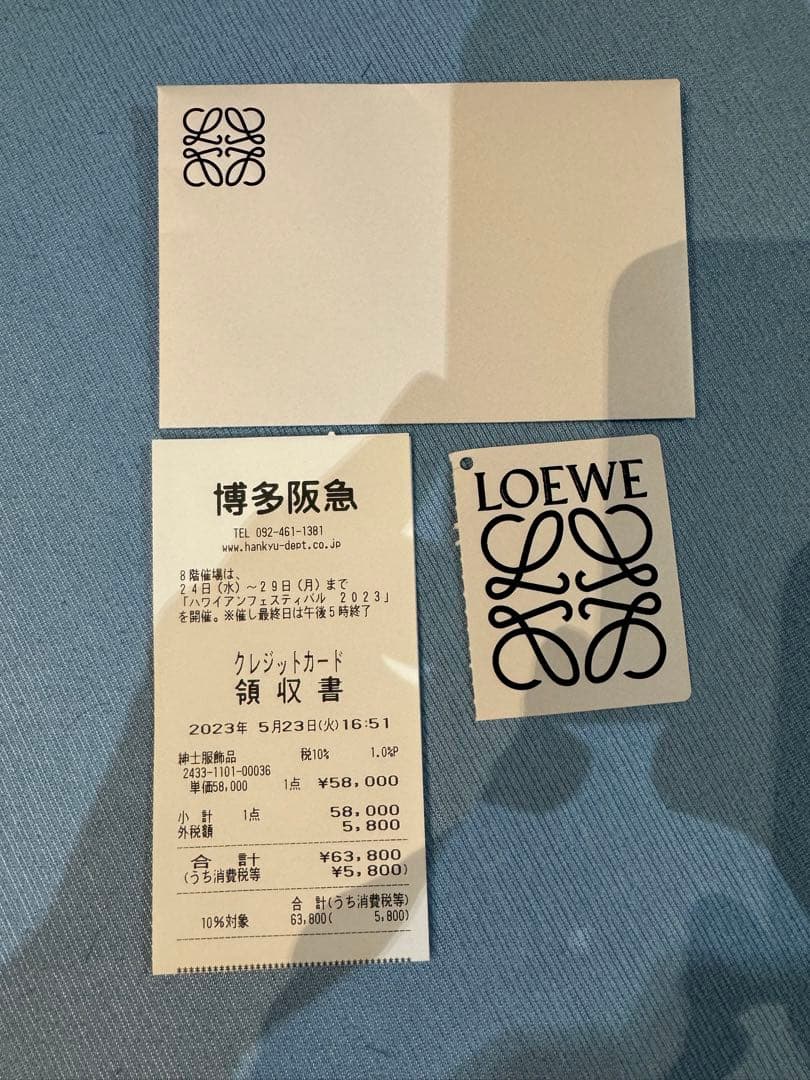 博多阪急
TEL 092-461-1381
www.hankyu-dept.co.jp
8階催場は、
24日(水)~29日(月)まで
「ハワイアンフェスティバル 2023」
を開催。※催し最終日は午後5時終了
クレジットカード
領収書
2023年 5月23日(火)16:51
紳士服飾品 税10% 1.0%P
2433-1101-00036
単価58,000 1点 ¥58,000
小 計 1点 58,000
外税額 5,800
合 計 ¥63,800
(うち消費税等 ¥5,800)
合 計(うち消費税等)
10%対象 63,800( 5,800)
LOEWE